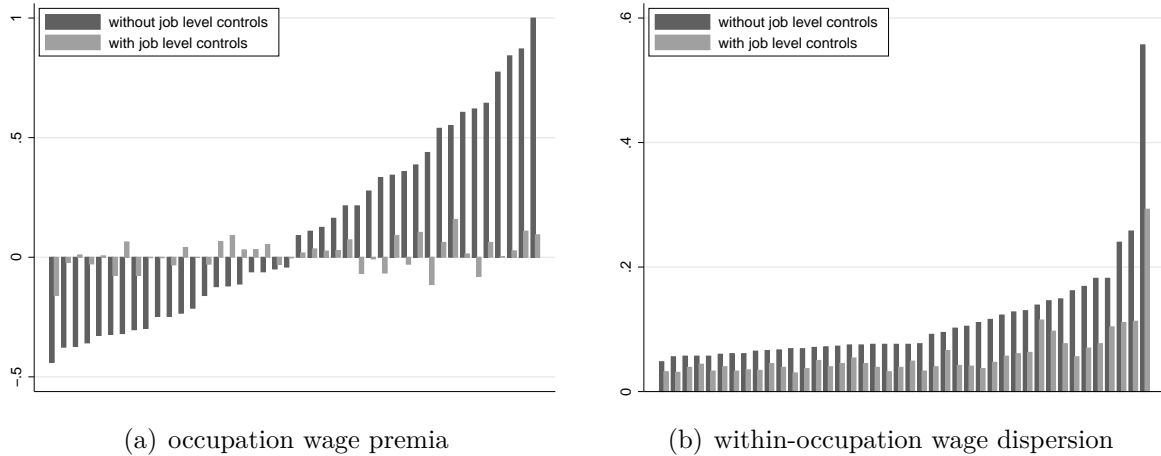 without job level controls
with job level controls
1
.5
0
−.5
(a) occupation wage premia
without job level controls
with job level controls
.6
.4
.2
0
(b) within-occupation wage dispersion